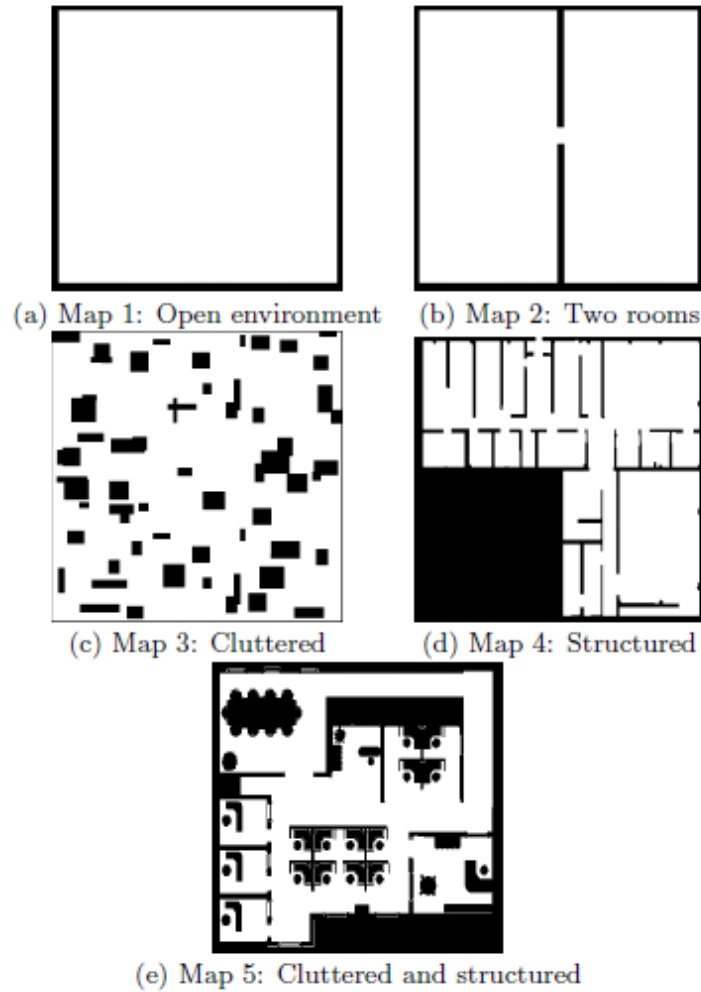 (a) Map 1: Open environment
(b) Map 2: Two rooms
(c) Map 3: Cluttered
(d) Map 4: Structured
(e) Map 5: Cluttered and structured